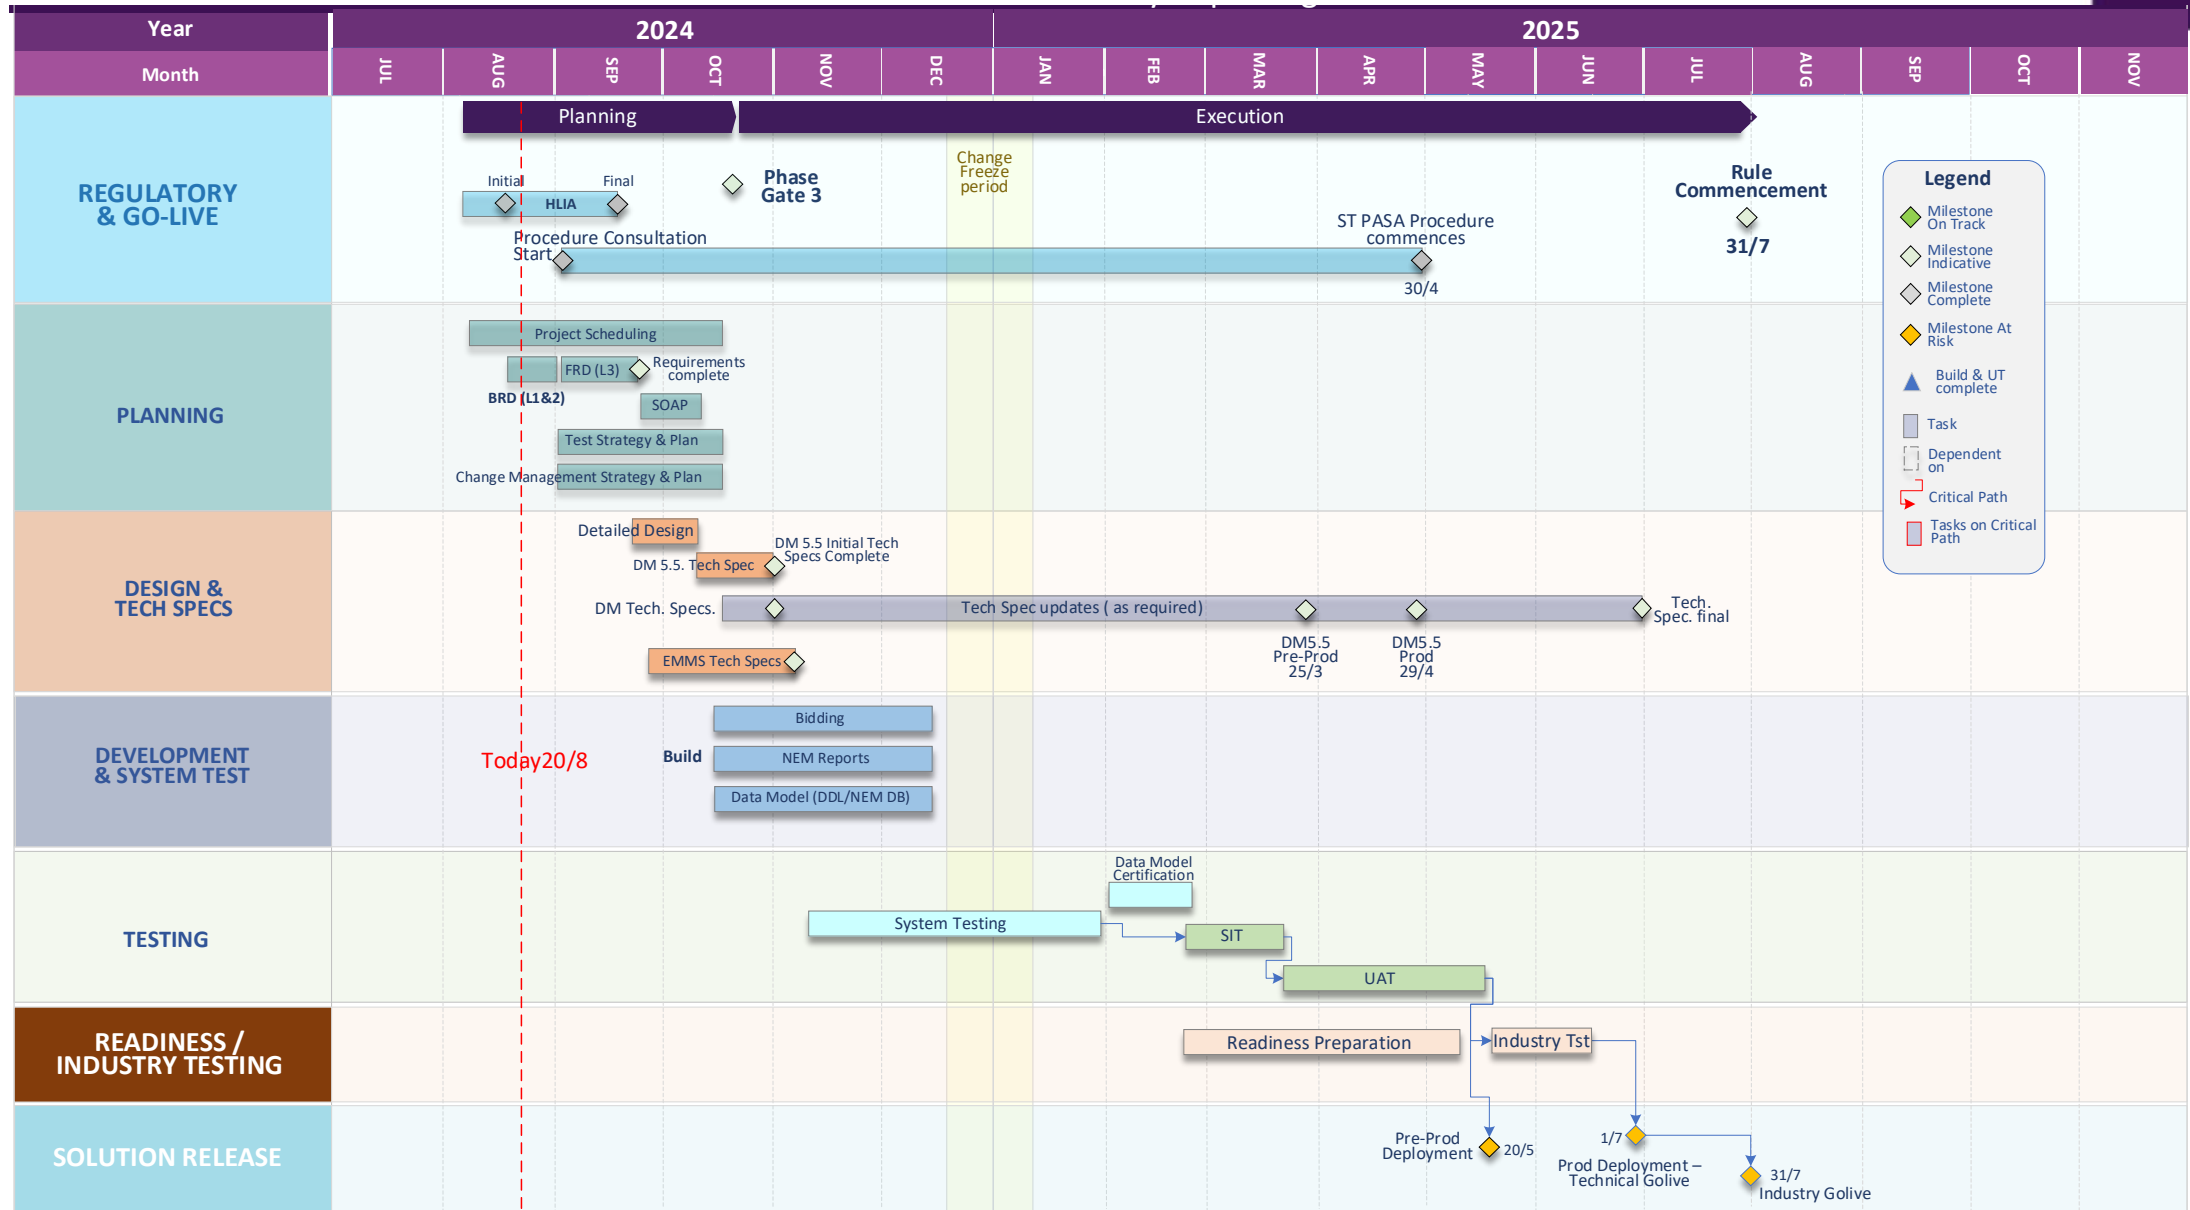 Year
2024
2025
Month
JUL
AUG
SEP
OCT
NOV
DEC
JAN
FEB
MAR
APR
MAY
JUN
JUL
AUG
SEP
OCT
NOV
REGULATORY
& GO-LIVE
Planning
Execution
Change
Freeze
period
Initial
Final
HLIA
Phase
Gate 3
Procedure Consultation
Start
ST PASA Procedure
commences
30/4
Rule
Commencement
31/7
Legend
Milestone
On Track
Milestone
Indicative
Milestone
Complete
Milestone At
Risk
Build & UT
complete
Task
Dependent
on
Critical Path
Tasks on Critical
Path
PLANNING
Project Scheduling
FRD (L3)
Requirements
complete
BRD (L1&2)
SOAP
Test Strategy & Plan
Change Management Strategy & Plan
DESIGN &
TECH SPECS
Detailed Design
DM 5.5. Tech Spec
DM 5.5 Initial Tech
Specs Complete
DM Tech. Specs.
Tech Spec updates ( as required)
Tech.
Spec. final
DM5.5
Pre-Prod
25/3
DM5.5
Prod
29/4
EMMS Tech Specs
DEVELOPMENT
& SYSTEM TEST
Today20/8
Build
Bidding
NEM Reports
Data Model (DDL/NEM DB)
TESTING
Data Model
Certification
System Testing
SIT
UAT
READINESS /
INDUSTRY TESTING
Readiness Preparation
Industry Tst
SOLUTION RELEASE
Pre-Prod
Deployment
20/5
1/7
Prod Deployment –
Technical Golive
31/7
Industry Golive